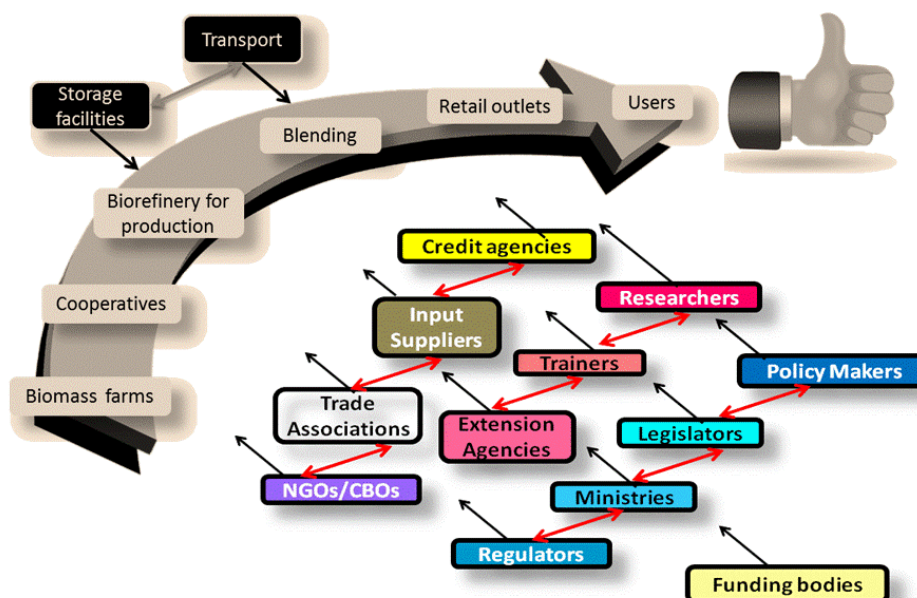 Transport
Storage
facilities
Retail outlets
Users
Blending
Biorefinery for
production
Cooperatives
Biomass farms
Credit agencies
Researchers
Input
Suppliers
Trainers
Policy Makers
Trade
Associations
Extension
Agencies
Legislators
NGOs/CBOs
Ministries
Regulators
Funding bodies